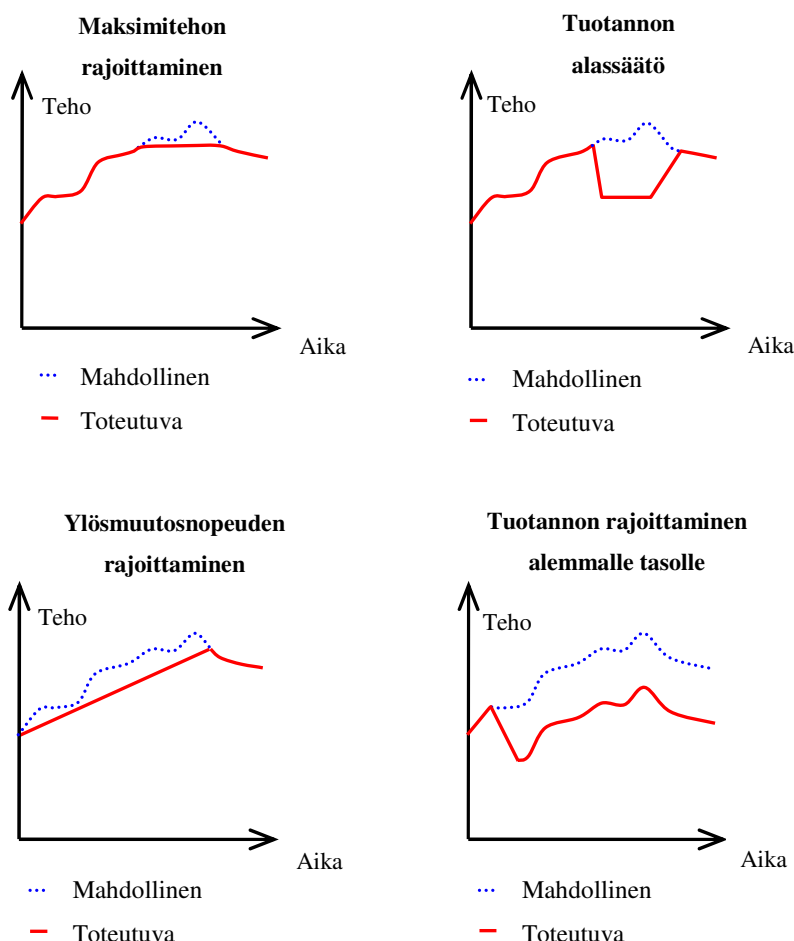 Maksimitehon
rajoittaminen
Teho
Aika
Mahdollinen
Toteutuva
Tuotannon
alassäätö
Teho
Aika
Mahdollinen
Toteutuva
Ylösmuutosnopeuden
rajoittaminen
Teho
Aika
Mahdollinen
Toteutuva
Tuotannon rajoittaminen
alemmalle tasolle
Teho
Aika
Mahdollinen
Toteutuva